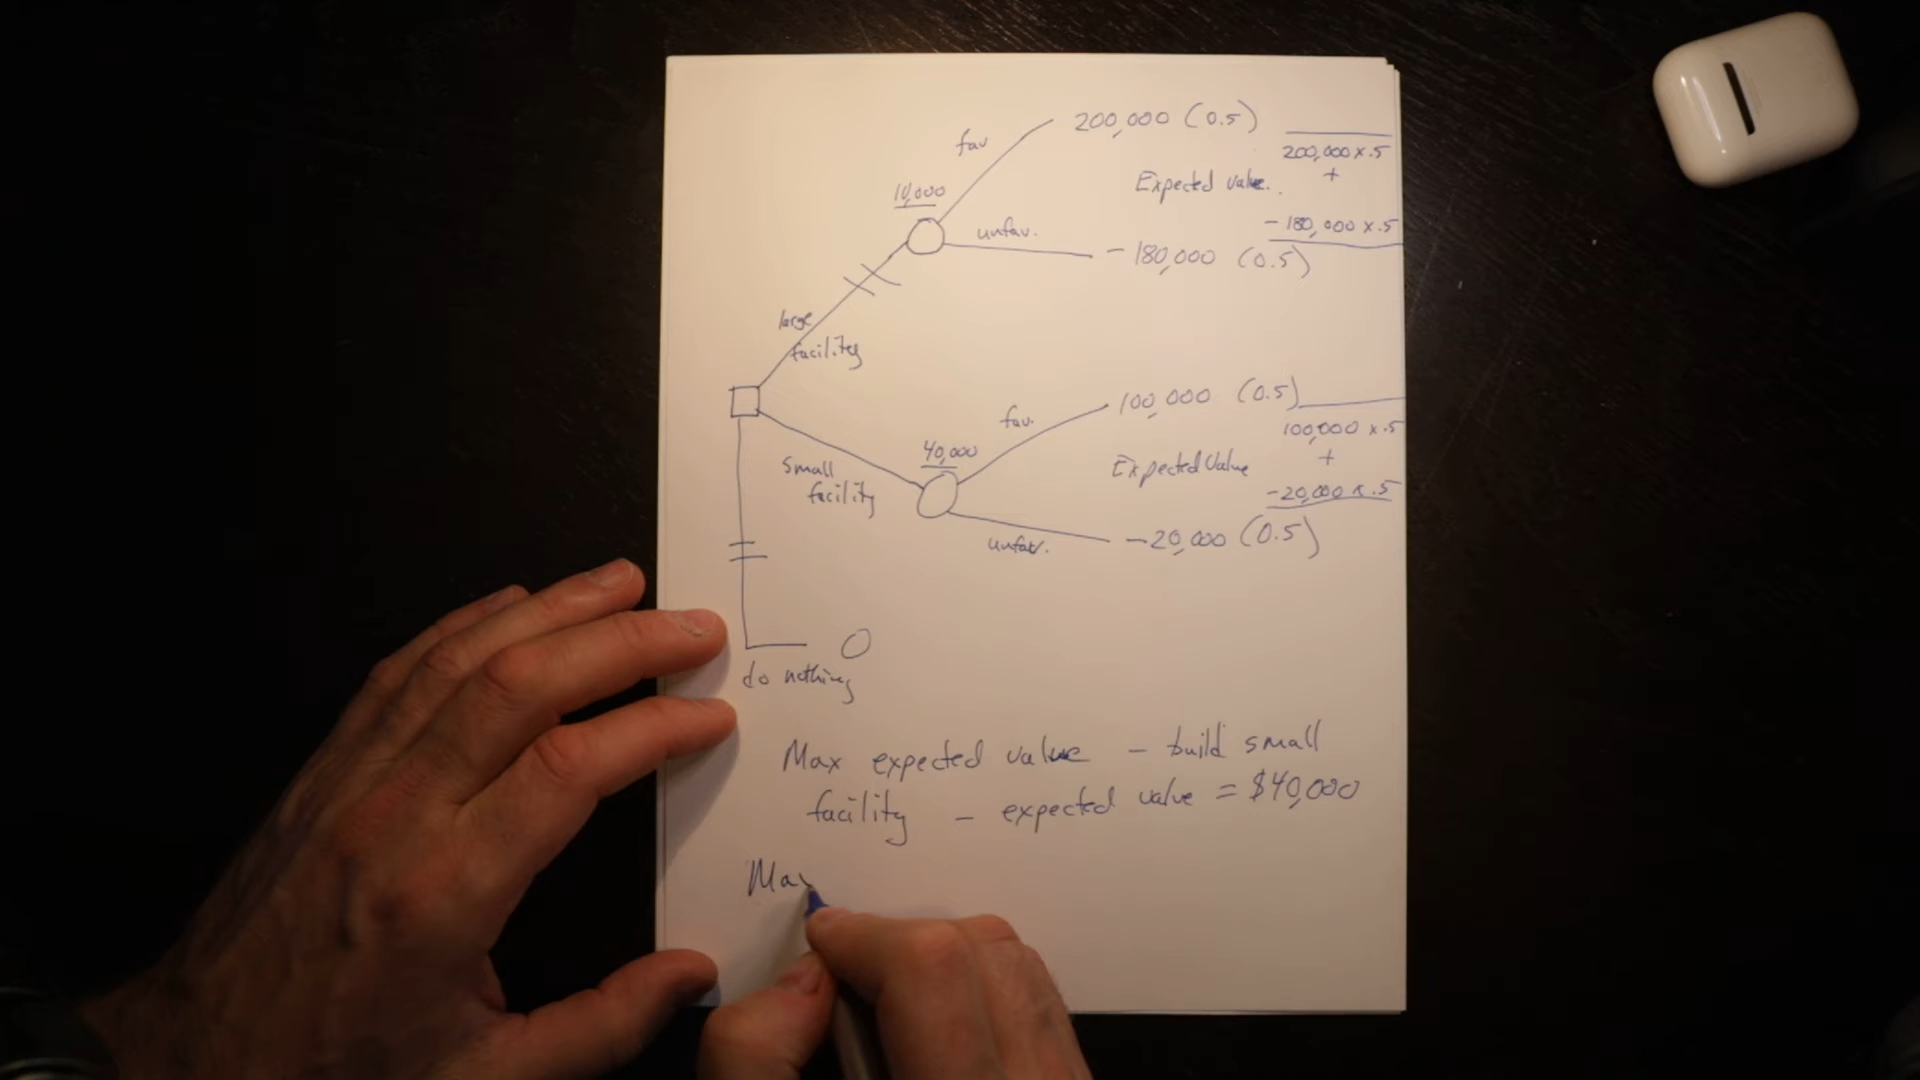 200,000 (0.5)
fav
200,000 x .5
+
Expected value..
10,000
- 180,000 x .5
unfav.
- 180,000 (0.5)
large
facility
100,000 (0.5)
fav.
100,000 x .5
+
40,000
Expected Value
small
facility
-20,000 x .5
-20,000 (0.5)
unfav.
0
do nothing
Max expected value - build small
facility - expected value = $40,000
Max